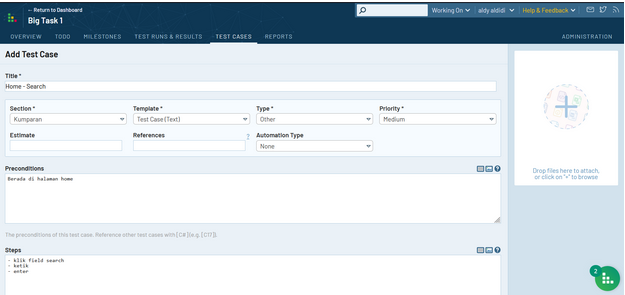 ← Return to Dashboard
Big Task 1
Working On
aldy aldidi
Help & Feedback
OVERVIEW TODO MILESTONES TEST RUNS & RESULTS TEST CASES REPORTS ADMINISTRATION
Add Test Case
Title *
Home - Search
Section * Template * Type * Priority *
Kumparan Test Case (Text) Other Medium
Estimate References ? Automation Type
None
Preconditions
?
Berada di halaman home
The preconditions of this test case. Reference other test cases with [C#] (e.g. [C17]).
Steps
?
- klik field search
- ketik
- enter
Drop files here to attach,
or click on "+" to browse
2